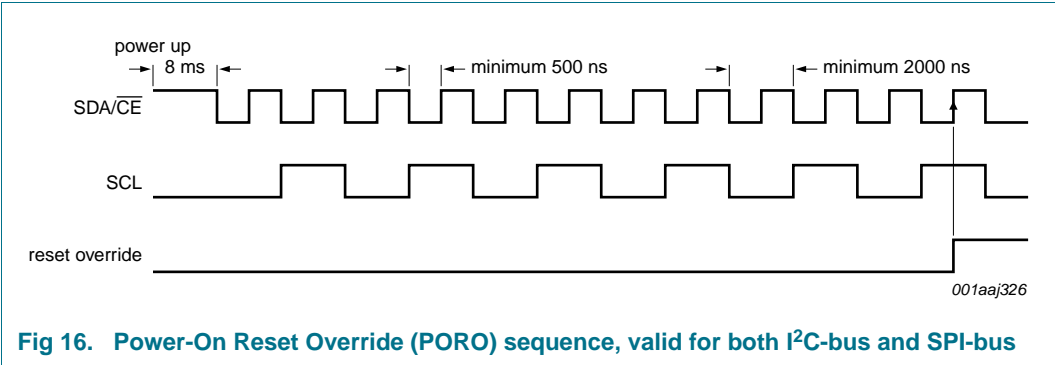 power up
8 ms
minimum 500 ns
minimum 2000 ns
SDA/C̅E̅
SCL
reset override
001aaj326
Fig 16. Power-On Reset Override (PORO) sequence, valid for both I²C-bus and SPI-bus